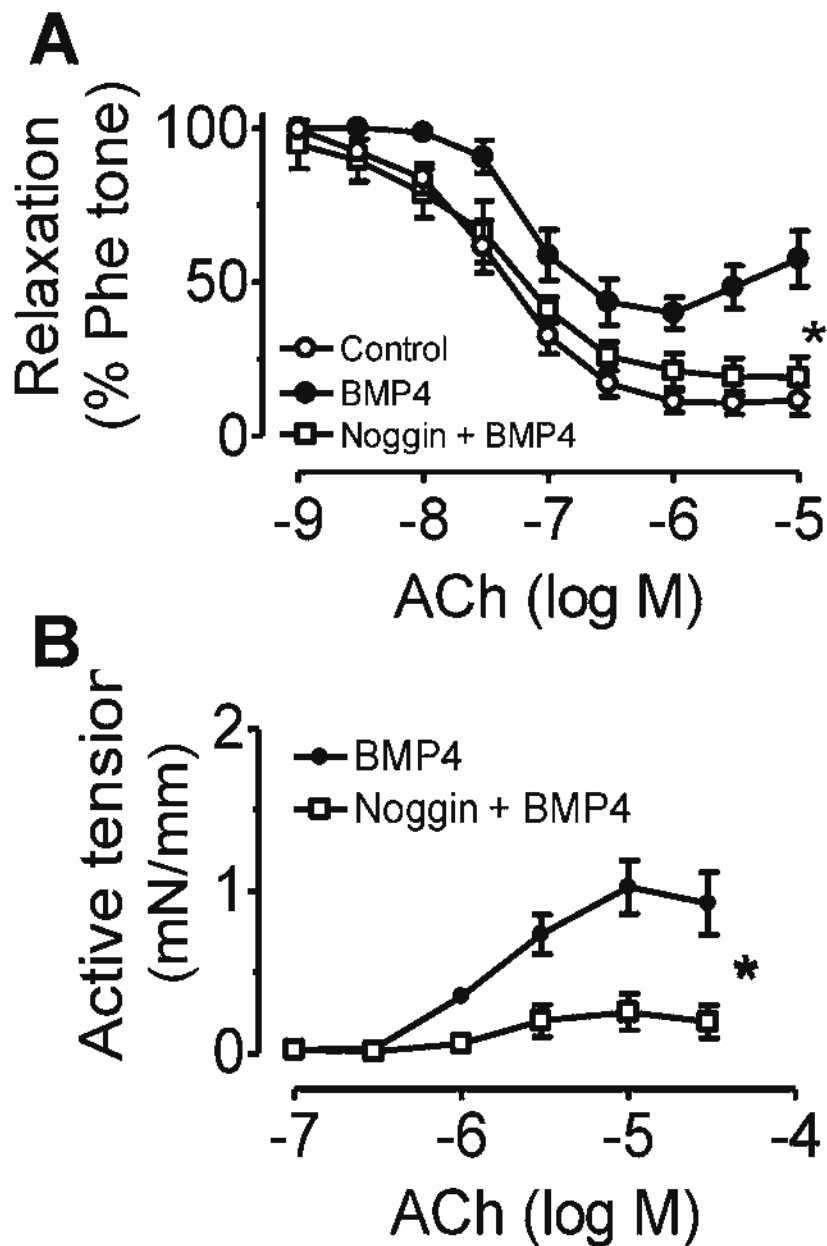 A
Relaxation
(% Phe tone)
100
50
0
Control
BMP4
Noggin + BMP4
*
-9 -8 -7 -6 -5
ACh (log M)
B
Active tension
(mN/mm)
2
1
0
BMP4
Noggin + BMP4
*
-7 -6 -5 -4
ACh (log M)